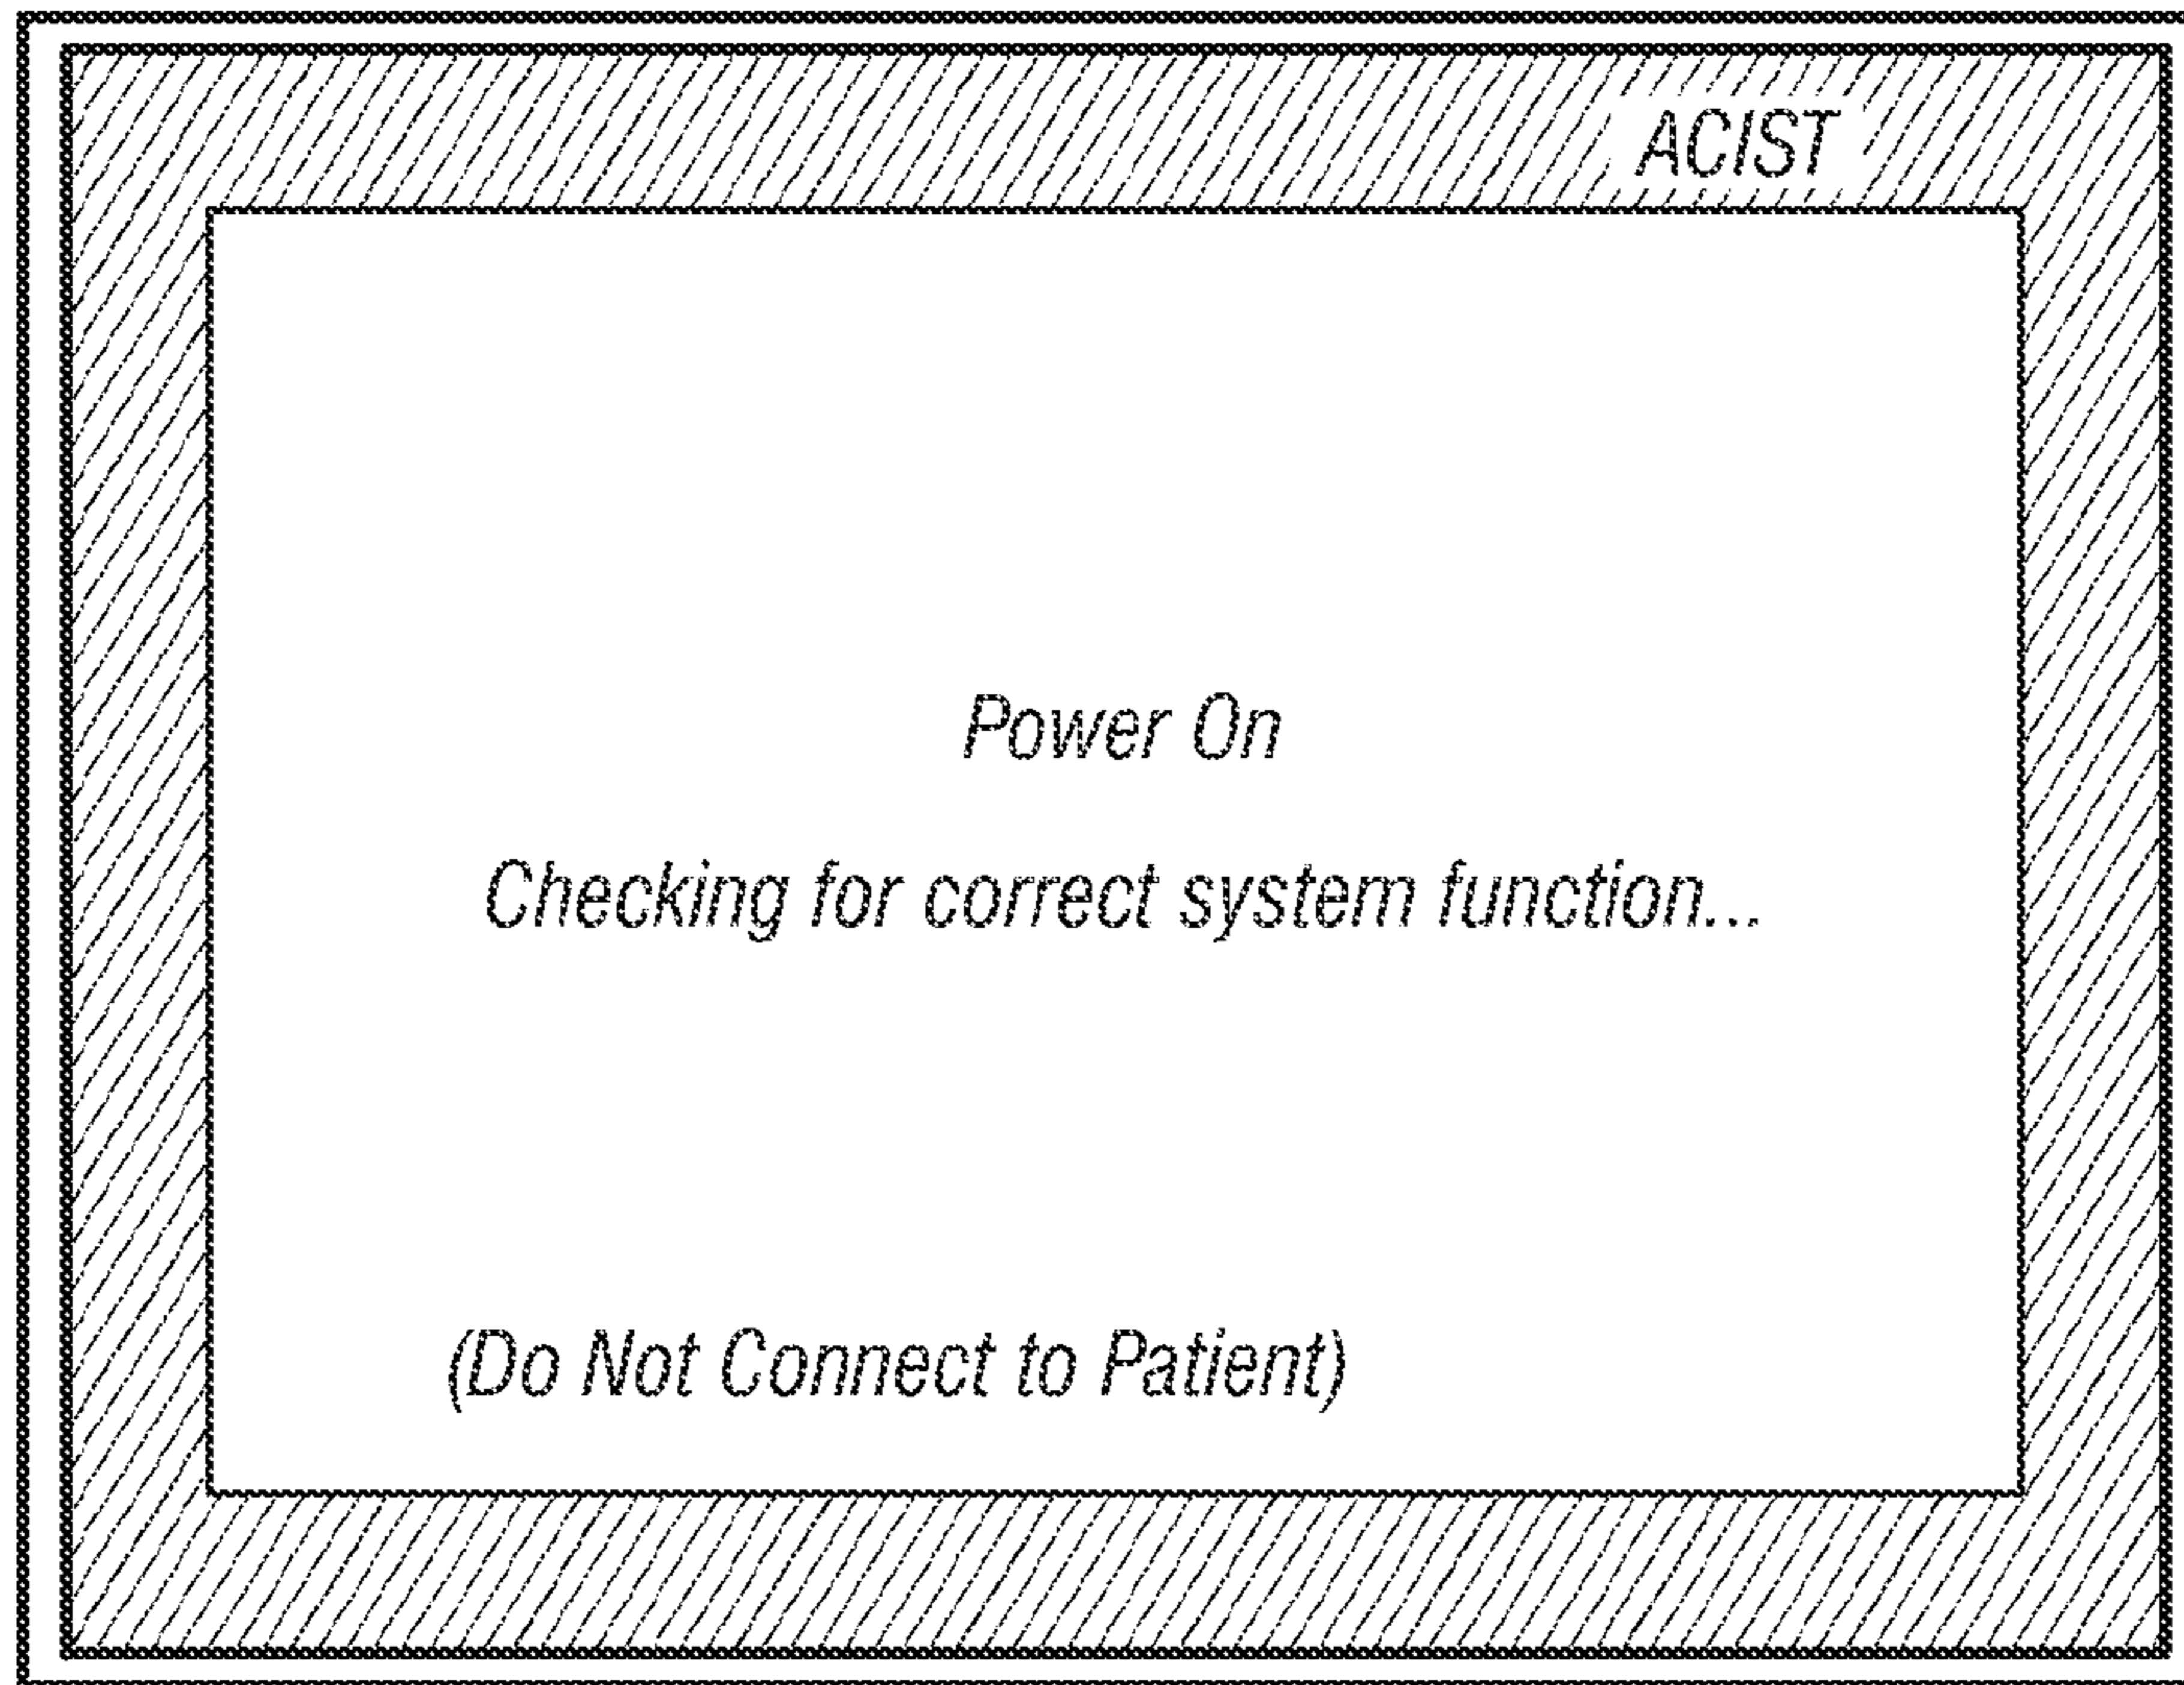 ACIST
Power On
Checking for correct system function...
(Do Not Connect to Patient)